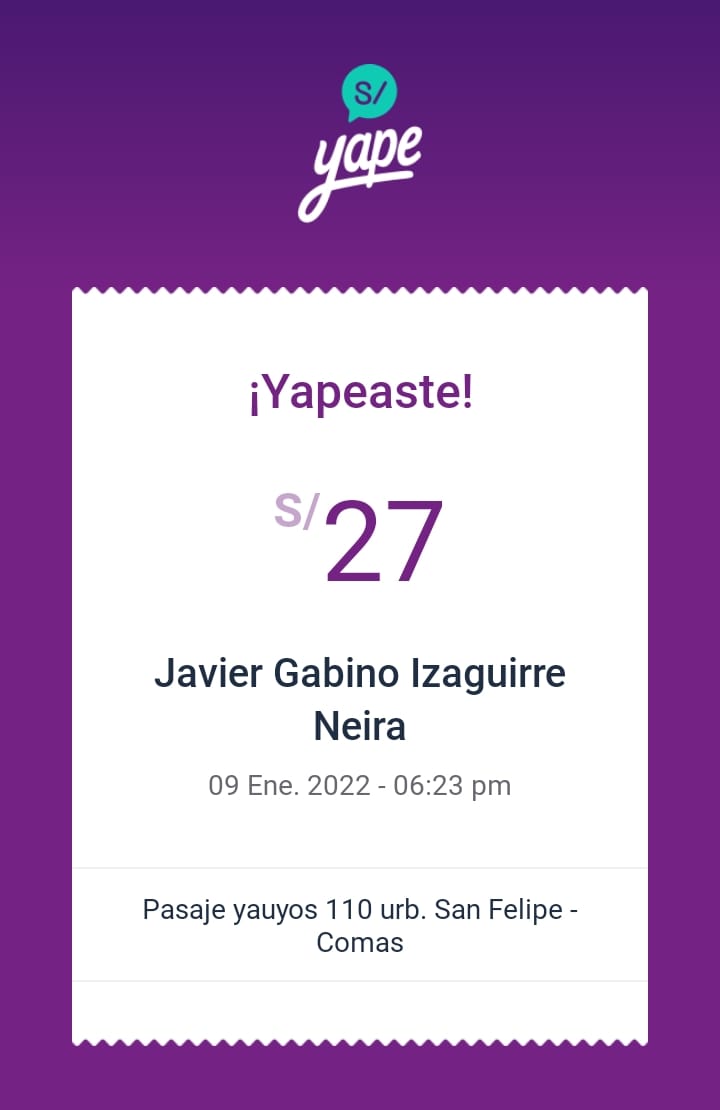 S/
yape
¡Yapeaste!
S/27
Javier Gabino Izaguirre
Neira
09 Ene. 2022 - 06:23 pm
Pasaje yauyos 110 urb. San Felipe -
Comas